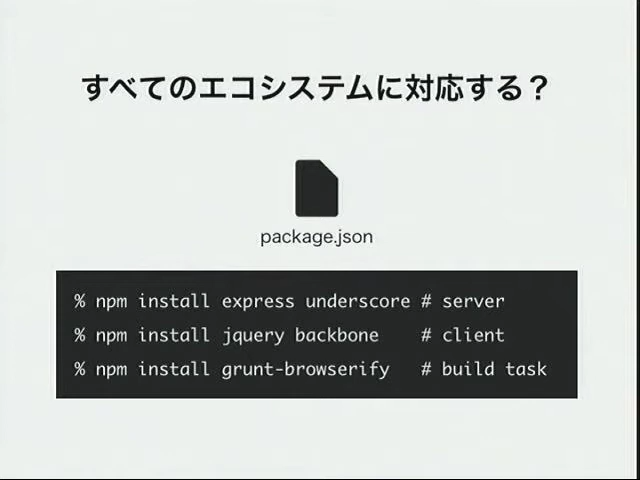 すべてのエコシステムに対応する？
package.json
% npm install express underscore # server
% npm install jquery backbone    # client
% npm install grunt-browserify   # build task